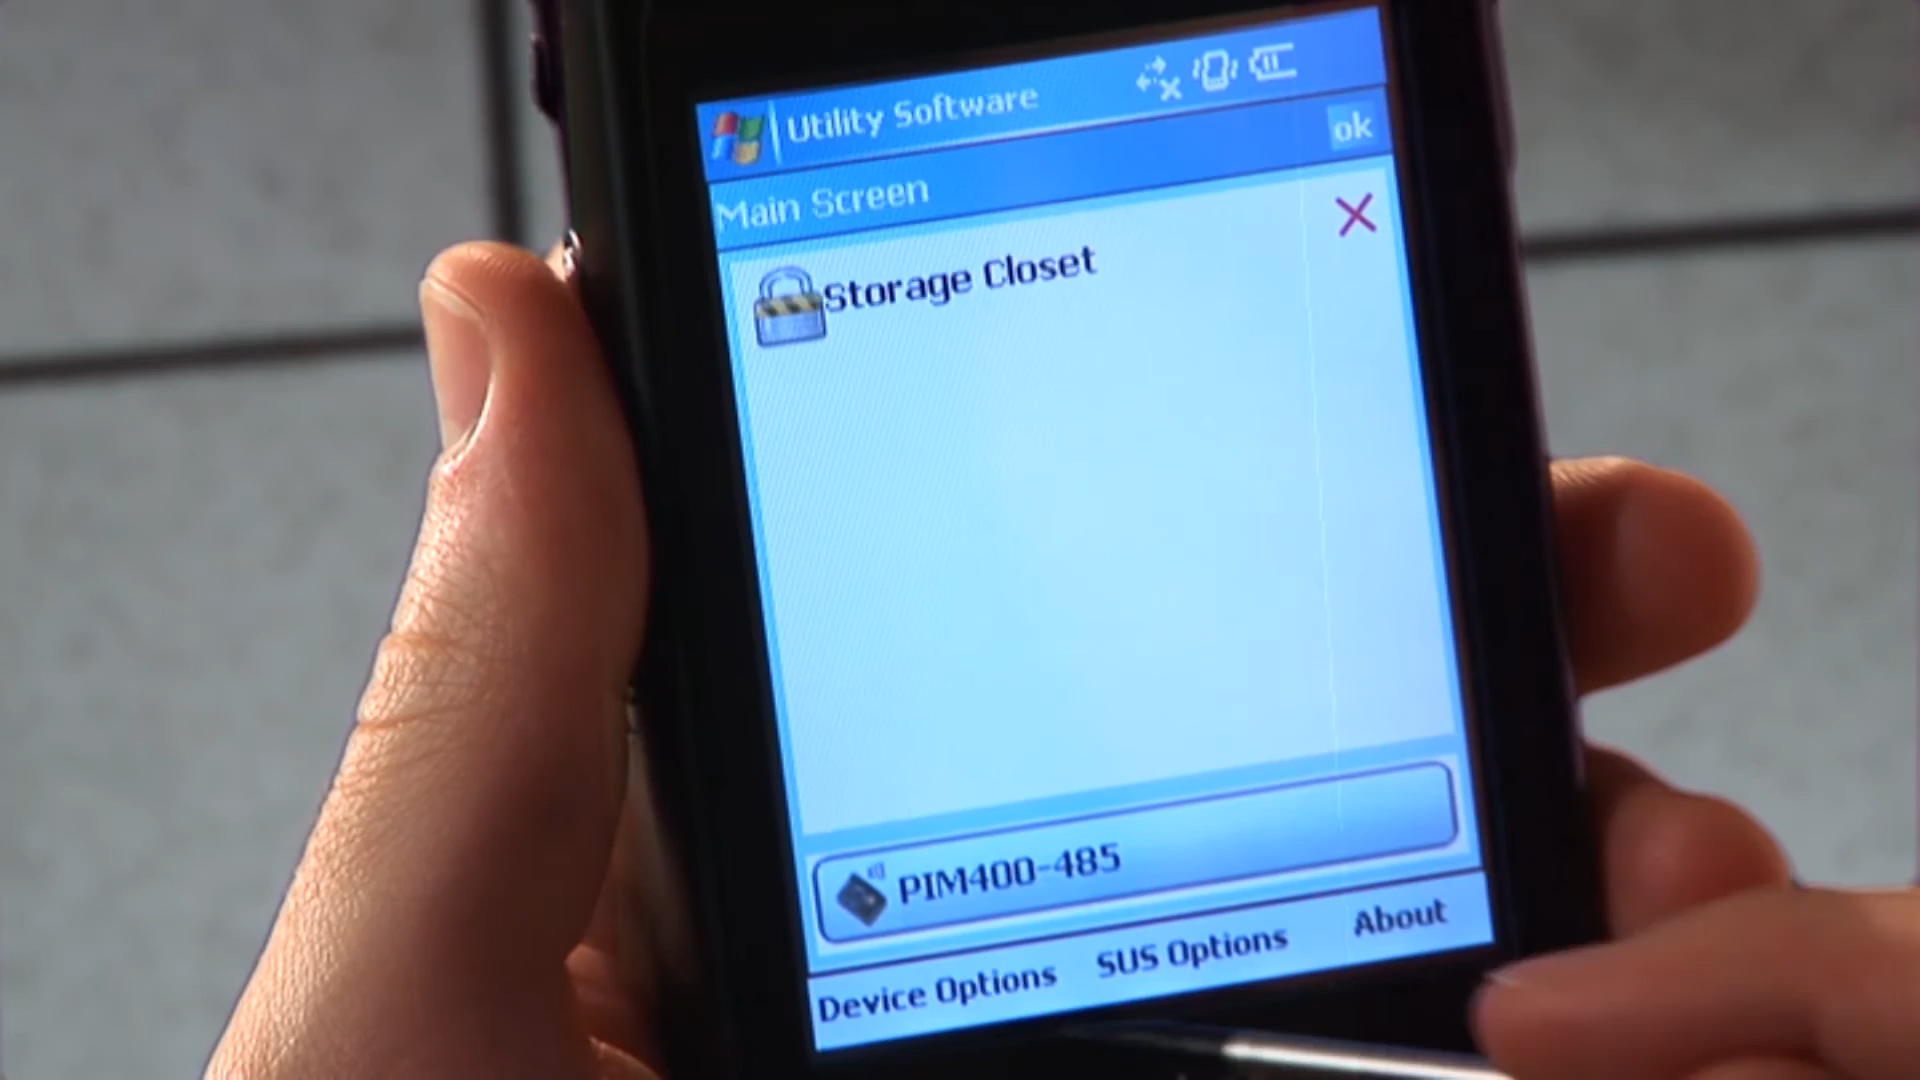 Utility Software
ok
Main Screen
Storage Closet
PIM400-485
Device Options
SUS Options
About